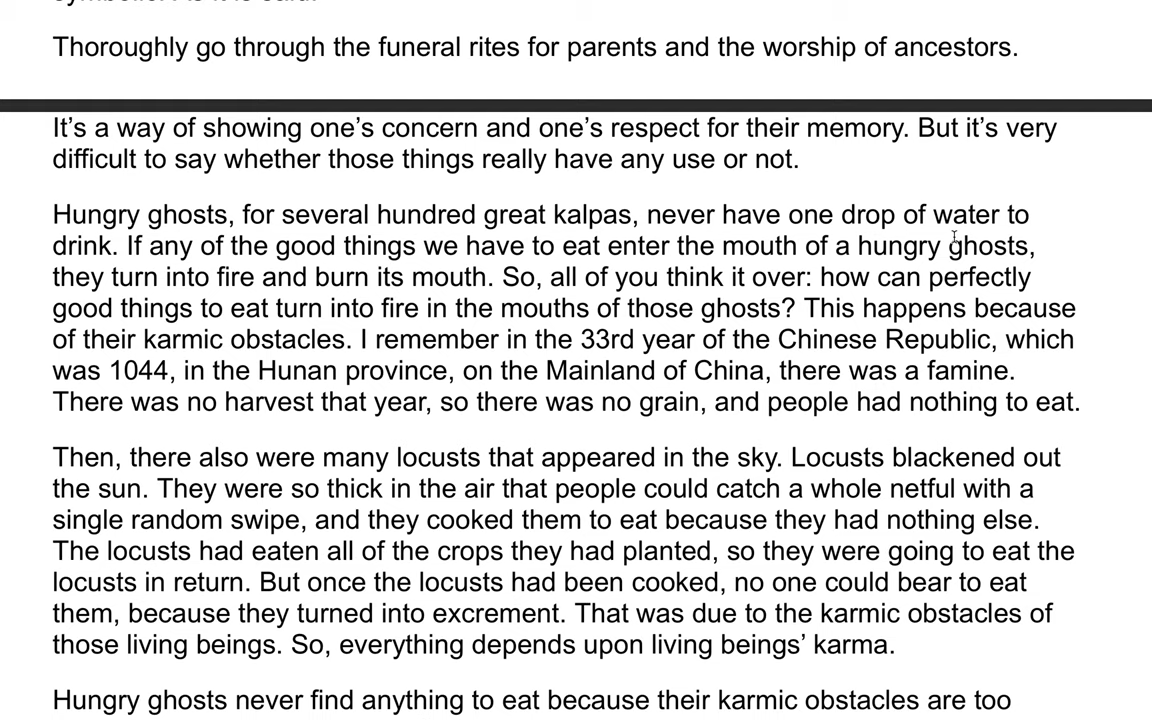 Thoroughly go through the funeral rites for parents and the worship of ancestors.
It’s a way of showing one’s concern and one’s respect for their memory. But it’s very
difficult to say whether those things really have any use or not.
Hungry ghosts, for several hundred great kalpas, never have one drop of water to
drink. If any of the good things we have to eat enter the mouth of a hungry ghosts,
they turn into fire and burn its mouth. So, all of you think it over: how can perfectly
good things to eat turn into fire in the mouths of those ghosts? This happens because
of their karmic obstacles. I remember in the 33rd year of the Chinese Republic, which
was 1044, in the Hunan province, on the Mainland of China, there was a famine.
There was no harvest that year, so there was no grain, and people had nothing to eat.
Then, there also were many locusts that appeared in the sky. Locusts blackened out
the sun. They were so thick in the air that people could catch a whole netful with a
single random swipe, and they cooked them to eat because they had nothing else.
The locusts had eaten all of the crops they had planted, so they were going to eat the
locusts in return. But once the locusts had been cooked, no one could bear to eat
them, because they turned into excrement. That was due to the karmic obstacles of
those living beings. So, everything depends upon living beings’ karma.
Hungry ghosts never find anything to eat because their karmic obstacles are too